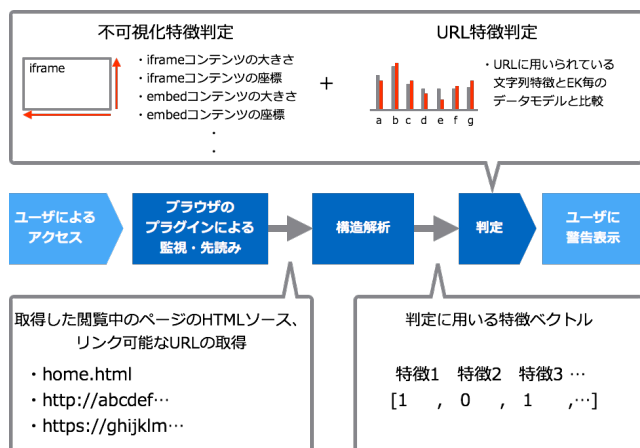 不可視化特徴判定
iframe
・iframeコンテンツの大きさ
・iframeコンテンツの座標
・embedコンテンツの大きさ
・embedコンテンツの座標
・
・
+
URL特徴判定
a b c d e f g
・URLに用いられている
文字列特徴とEK毎の
データモデルと比較
ユーザによる
アクセス
ブラウザの
プラグインによる
監視・先読み
構造解析
判定
ユーザに
警告表示
取得した閲覧中のページのHTMLソース、
リンク可能なURLの取得
・home.html
・http://abcdef…
・https://ghijklm…
判定に用いる特徴ベクトル
特徴1 特徴2 特徴3 …
[1 , 0 , 1 ,…]